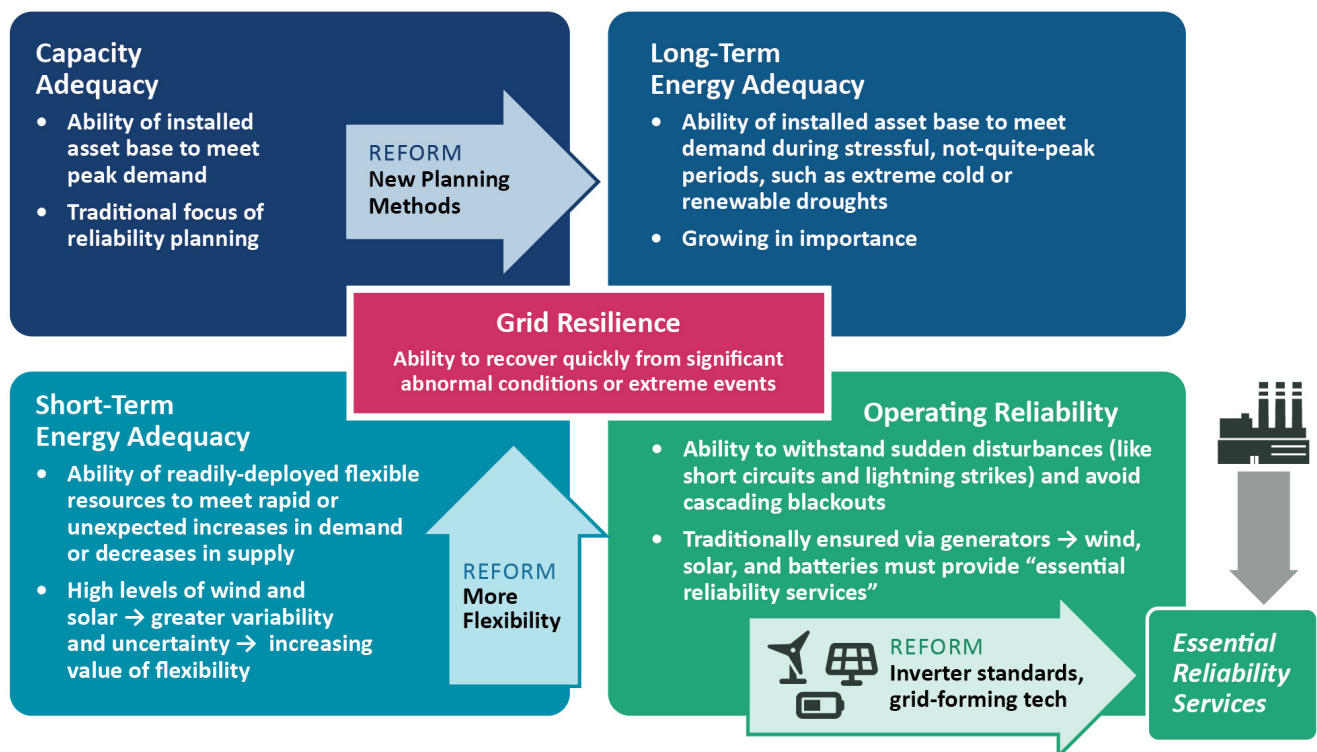 Capacity
Adequacy
• Ability of installed
asset base to meet
peak demand
• Traditional focus of
reliability planning
REFORM
New Planning
Methods
Long-Term
Energy Adequacy
• Ability of installed asset base to meet
demand during stressful, not-quite-peak
periods, such as extreme cold or
renewable droughts
• Growing in importance
Grid Resilience
Ability to recover quickly from significant
abnormal conditions or extreme events
Short-Term
Energy Adequacy
• Ability of readily-deployed flexible
resources to meet rapid or
unexpected increases in demand
or decreases in supply
• High levels of wind and
solar → greater variability
and uncertainty → increasing
value of flexibility
REFORM
More
Flexibility
Operating Reliability
• Ability to withstand sudden disturbances (like
short circuits and lightning strikes) and avoid
cascading blackouts
• Traditionally ensured via generators → wind,
solar, and batteries must provide “essential
reliability services”
REFORM
Inverter standards,
grid-forming tech
Essential
Reliability
Services